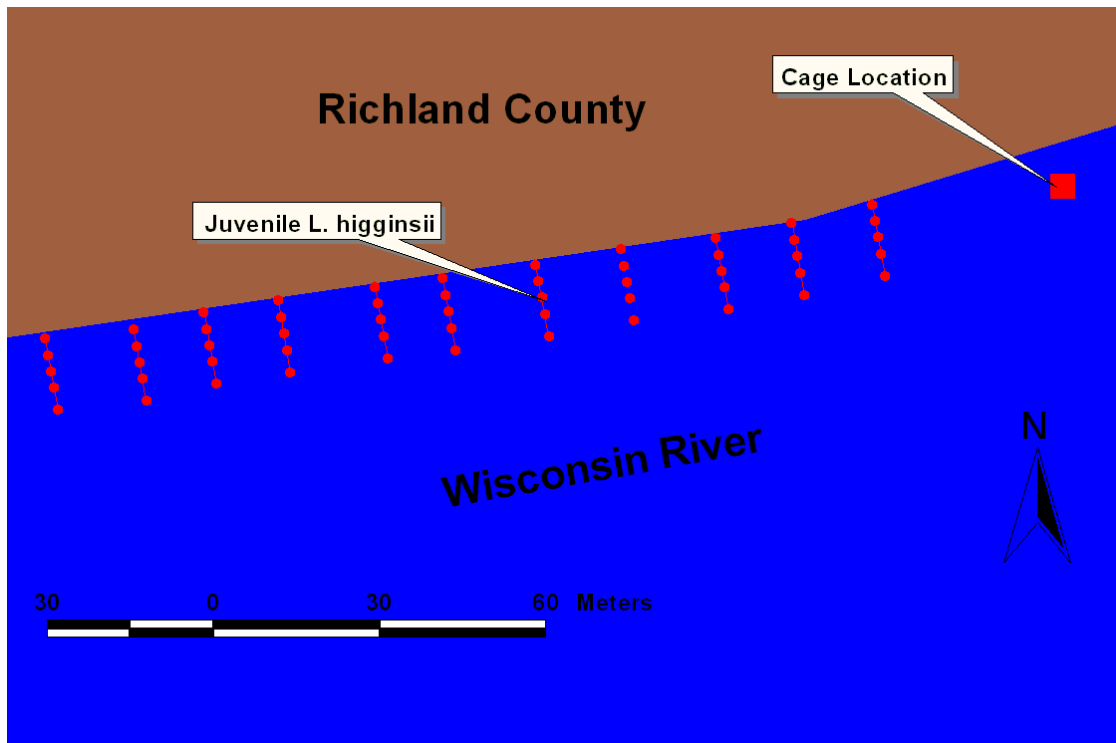 Cage Location
Richland County
Juvenile L. higginsii
Wisconsin River
N
30 0 30 60 Meters